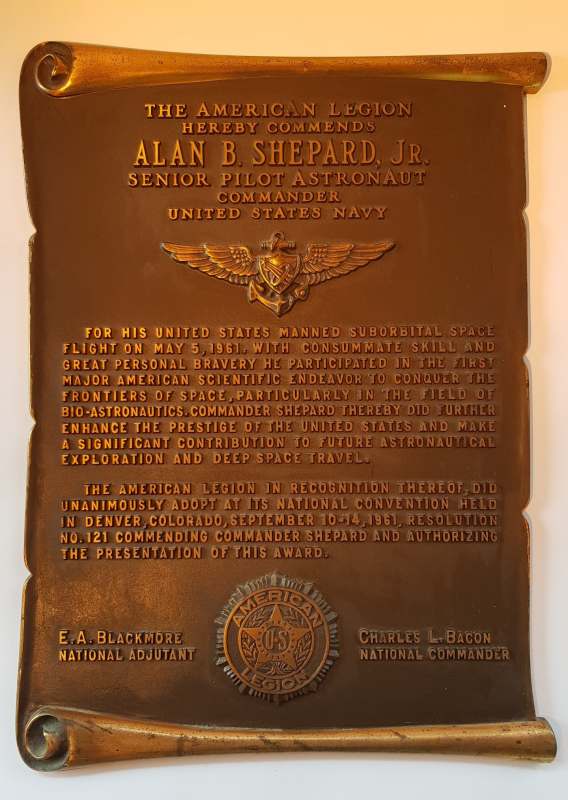 THE AMERICAN LEGION
HEREBY COMMENDS
ALAN B. SHEPARD, JR.
SENIOR PILOT ASTRONAUT
COMMANDER
UNITED STATES NAVY
FOR HIS UNITED STATES MANNED SUBORBITAL SPACE
FLIGHT ON MAY 5, 1961. WITH CONSUMMATE SKILL AND
GREAT PERSONAL BRAVERY HE PARTICIPATED IN THE FIRST
MAJOR AMERICAN SCIENTIFIC ENDEAVOR TO CONQUER THE
FRONTIERS OF SPACE, PARTICULARLY IN THE FIELD OF
BIO-ASTRONAUTICS. COMMANDER SHEPARD THEREBY DID FURTHER
ENHANCE THE PRESTIGE OF THE UNITED STATES AND MAKE
A SIGNIFICANT CONTRIBUTION TO FUTURE ASTRONAUTICAL
EXPLORATION AND DEEP SPACE TRAVEL.
THE AMERICAN LEGION IN RECOGNITION THEREOF, DID
UNANIMOUSLY ADOPT AT ITS NATIONAL CONVENTION HELD
IN DENVER, COLORADO, SEPTEMBER 10-14, 1961, RESOLUTION
NO. 121 COMMENDING COMMANDER SHEPARD AND AUTHORIZING
THE PRESENTATION OF THIS AWARD.
E. A. BLACKMORE
NATIONAL ADJUTANT
AMERICAN
US
LEGION
CHARLES L. BACON
NATIONAL COMMANDER